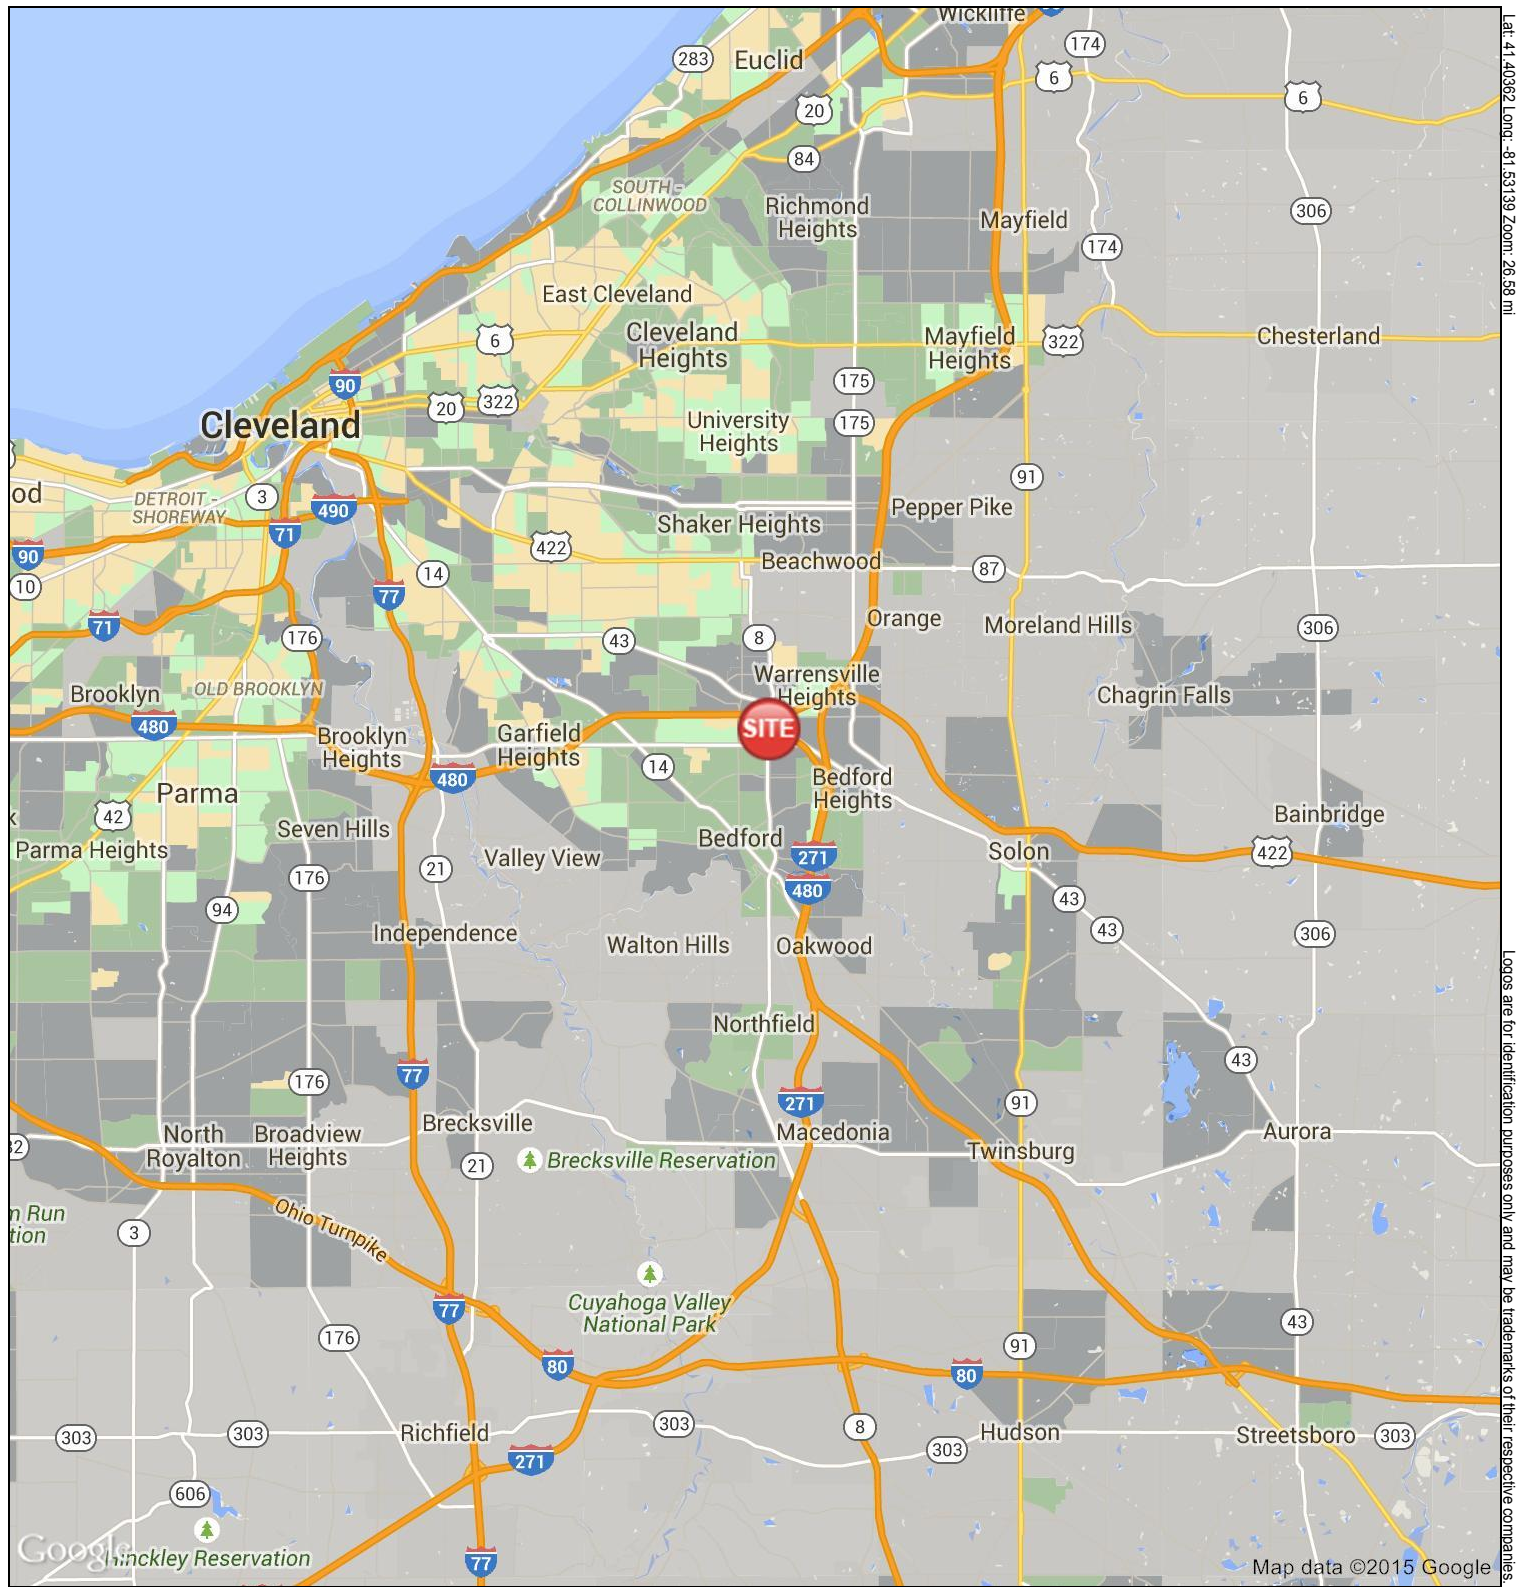 Wickliffe
174
283
Euclid
6
6
20
84
SOUTH -
COLLINWOOD
Richmond
Heights
Mayfield
306
174
East Cleveland
Cleveland
Heights
6
Mayfield
Heights
322
Chesterland
90
175
20
322
Cleveland
University
Heights
175
91
od
DETROIT -
SHOREWAY
3
490
Pepper Pike
Shaker Heights
71
422
90
Beachwood
87
10
14
77
Orange
Moreland Hills
306
71
176
43
8
Warrensville
Heights
Brooklyn
OLD BROOKLYN
Chagrin Falls
480
SITE
Brooklyn
Heights
Garfield
Heights
14
480
Bedford
Heights
Parma
42
Seven Hills
Bainbridge
Parma Heights
Bedford
Valley View
271
Solon
422
21
176
480
43
94
43
306
Independence
Walton Hills
Oakwood
Northfield
77
176
43
271
91
Brecksville
North
Royalton
Broadview
Heights
Macedonia
Aurora
32
21
Brecksville Reservation
Twinsburg
m Run
tion
Ohio Turnpike
3
Cuyahoga Valley
National Park
77
43
176
91
80
80
303
303
Richfield
303
8
303
Hudson
Streetsboro
303
271
606
Google
Hinckley Reservation
77
Map data ©2015 Google
Lat: 41.403062 Long: -81.53139 Zoom: 26.58 mi
Logos are for identification purposes only and may be trademarks of their respective companies.